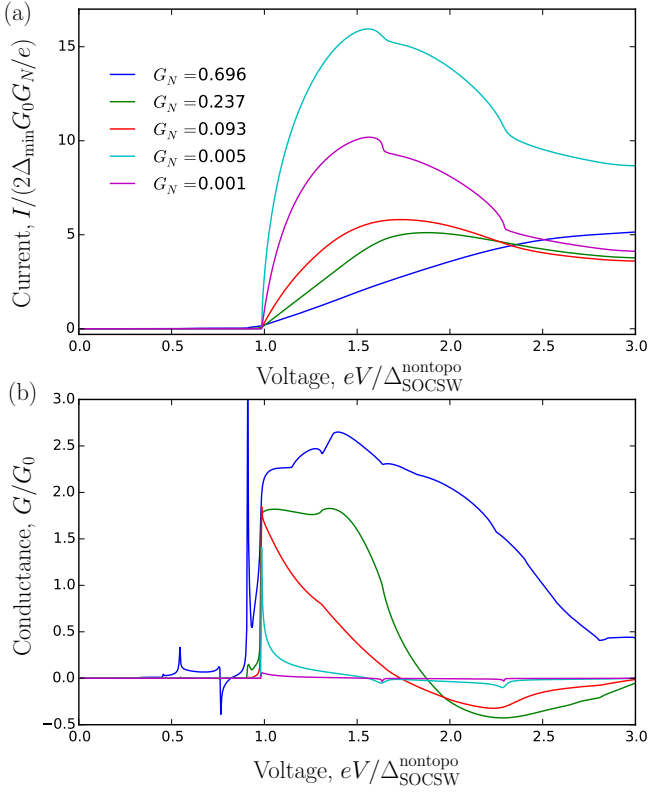 (a)
Current, I/(2Δ_min G_0 G_N/e)
15
10
5
0
G_N = 0.696
G_N = 0.237
G_N = 0.093
G_N = 0.005
G_N = 0.001
0.0 0.5 1.0 1.5 2.0 2.5 3.0
Voltage, eV/Δ^nontopo_SOCSW
(b)
Conductance, G/G_0
3.0
2.5
2.0
1.5
1.0
0.5
0.0
−0.5
0.0 0.5 1.0 1.5 2.0 2.5 3.0
Voltage, eV/Δ^nontopo_SOCSW